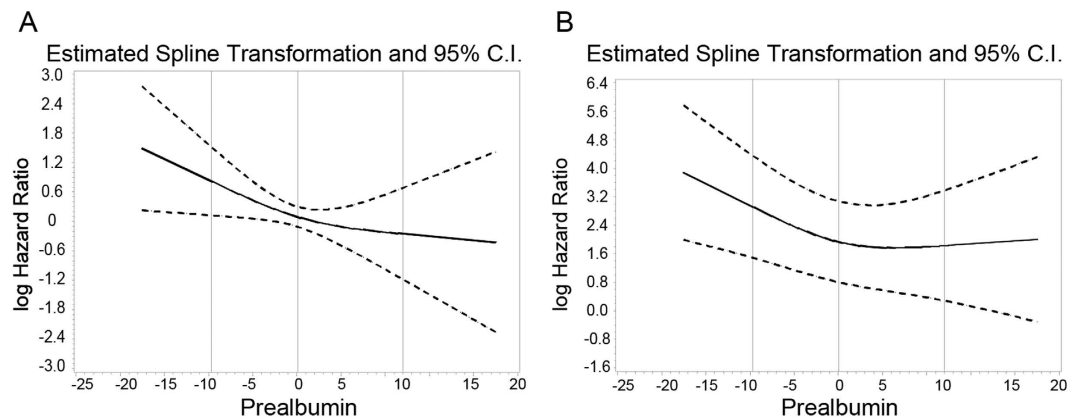 A
Estimated Spline Transformation and 95% C.I.
log Hazard Ratio
3.0
2.4
1.8
1.2
0.6
0
-0.6
-1.2
-1.8
-2.4
-3.0
-25 -20 -15 -10 0 5 10 15 20
Prealbumin
B
Estimated Spline Transformation and 95% C.I.
log Hazard Ratio
6.4
5.6
4.8
4.0
3.2
2.4
1.6
0.8
0.0
-0.8
-1.6
-25 -20 -15 -10 -5 0 5 10 15 20
Prealbumin